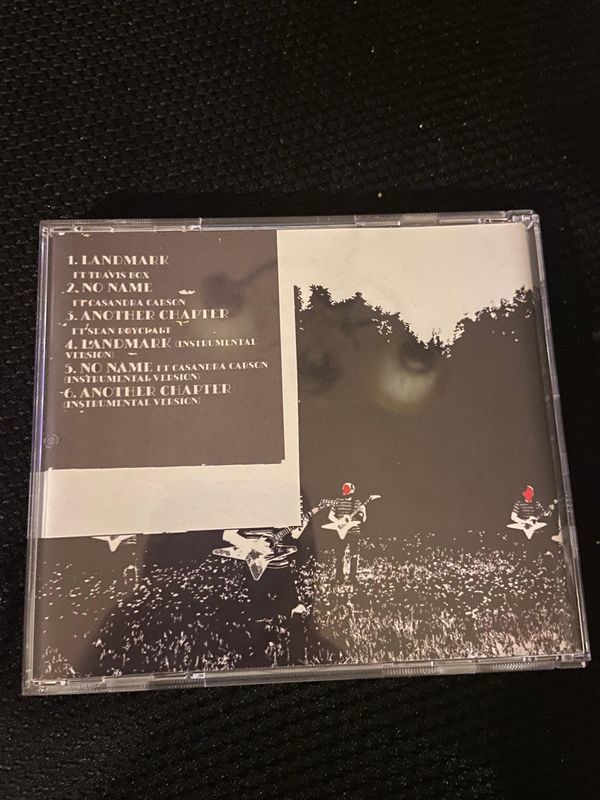 1. LANDMARK
FT TRAVIS BOX
2. NO NAME
FT CASANDRA CARSON
3. ANOTHER CHAPTER
FT SEAN
4. LANDMARK (INSTRUMENTAL
VERSION)
5. NO NAME FT CASANDRA CARSON
(INSTRUMENTAL VERSION)
6. ANOTHER CHAPTER
(INSTRUMENTAL VERSION)